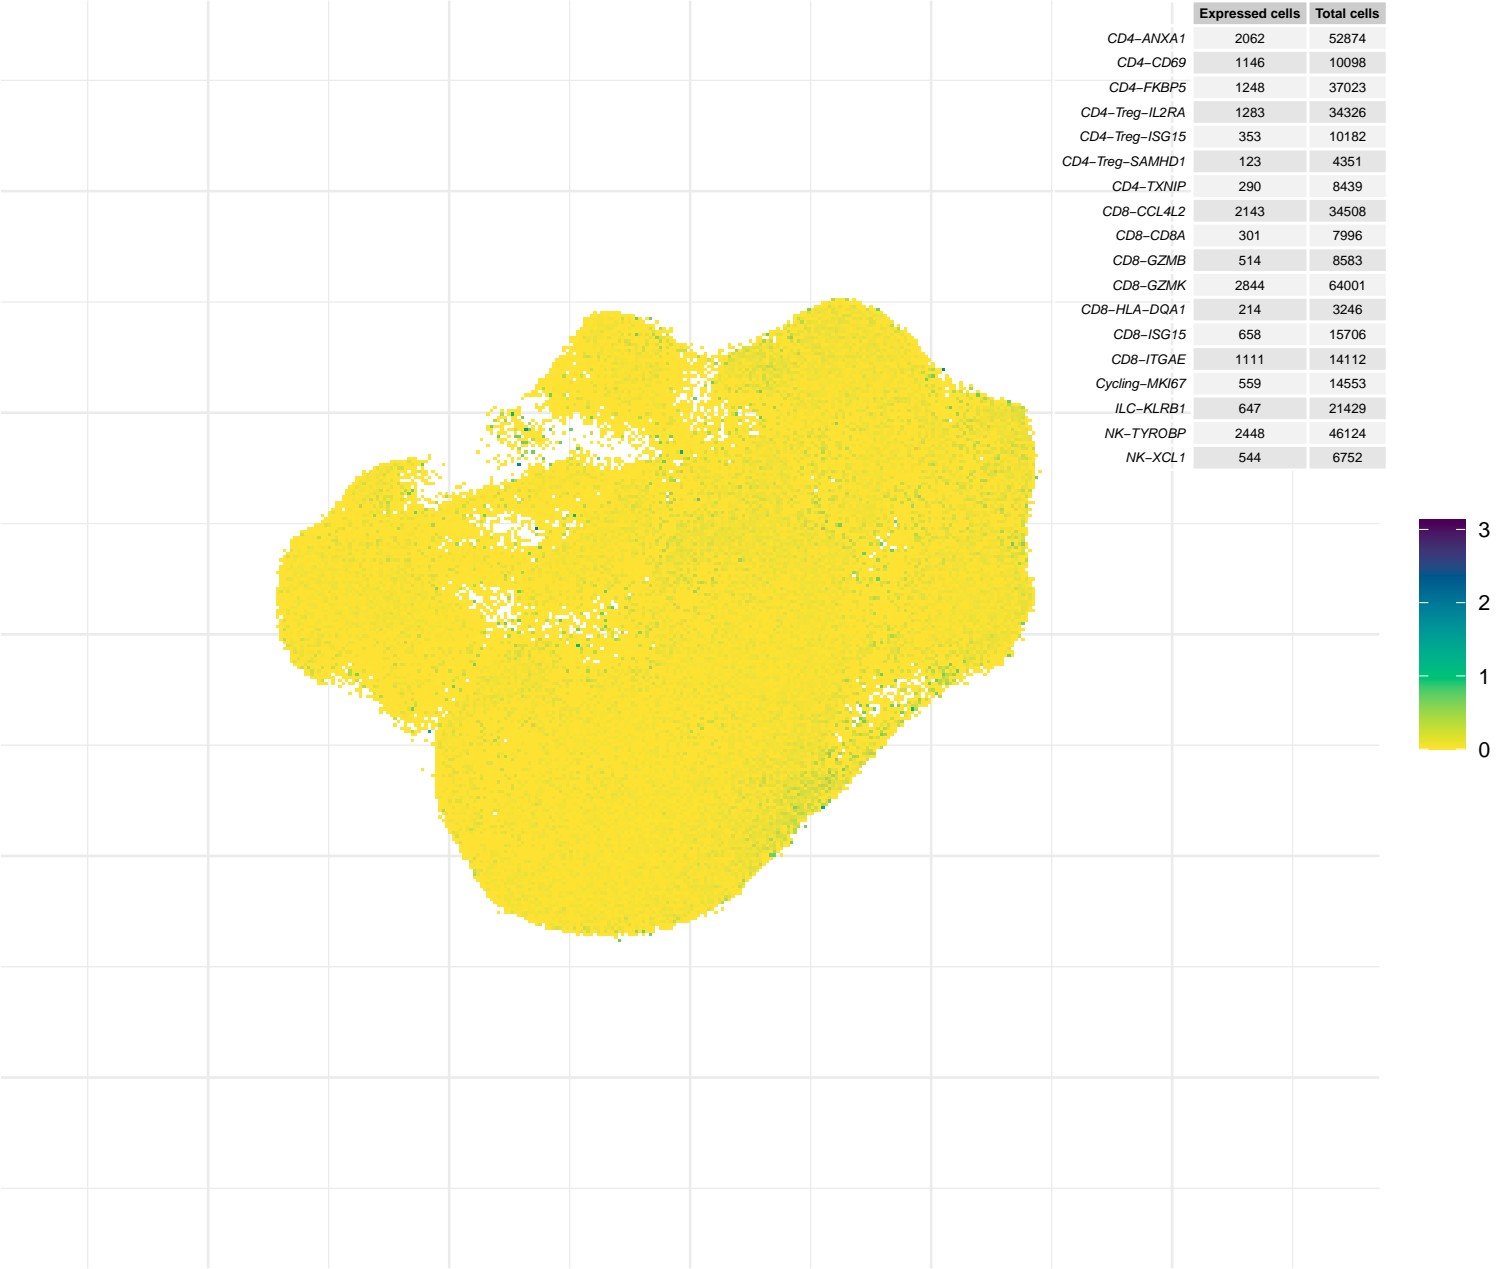 Expressed cells Total cells
CD4−ANXA1 2062 52874
CD4−CD69 1146 10098
CD4−FKBP5 1248 37023
CD4−Treg−IL2RA 1283 34326
CD4−Treg−ISG15 353 10182
CD4−Treg−SAMHD1 123 4351
CD4−TXNIP 290 8439
CD8−CCL4L2 2143 34508
CD8−CD8A 301 7996
CD8−GZMB 514 8583
CD8−GZMK 2844 64001
CD8−HLA−DQA1 214 3246
CD8−ISG15 658 15706
CD8−ITGAE 1111 14112
Cycling−MKI67 559 14553
ILC−KLRB1 647 21429
NK−TYROBP 2448 46124
NK−XCL1 544 6752
3
2
1
0